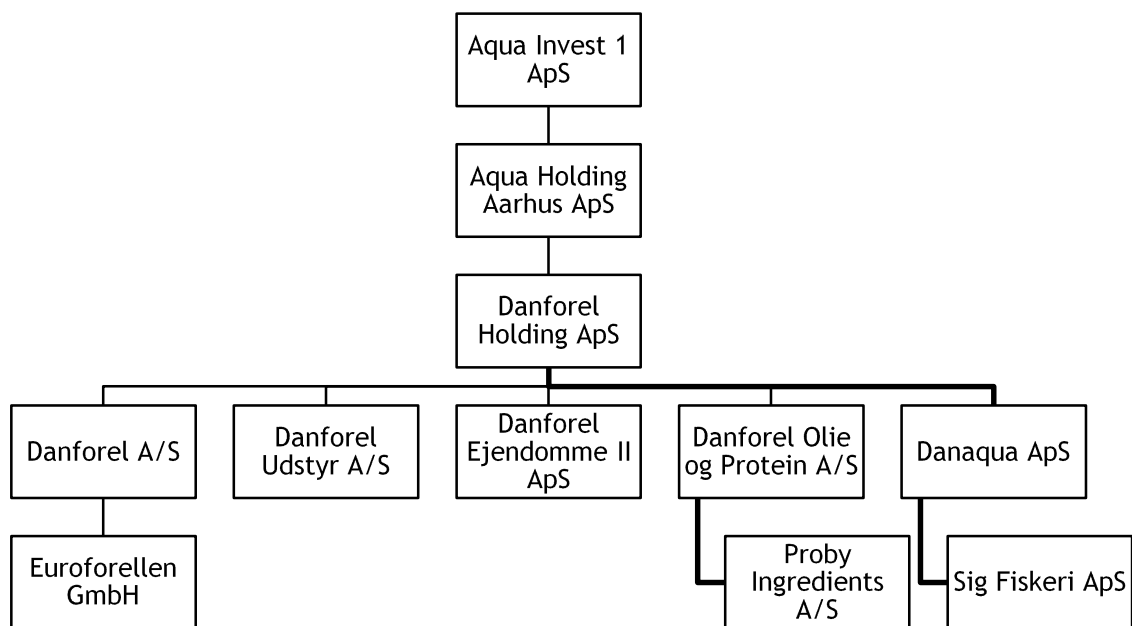 Aqua Invest 1
ApS
Aqua Holding
Aarhus ApS
Danforel
Holding ApS
Danforel A/S
Danforel
Udstyr A/S
Danforel
Ejendomme II
ApS
Danforel Olie
og Protein A/S
Danaqua ApS
Euroforellen
GmbH
Proby
Ingredients
A/S
Sig Fiskeri ApS